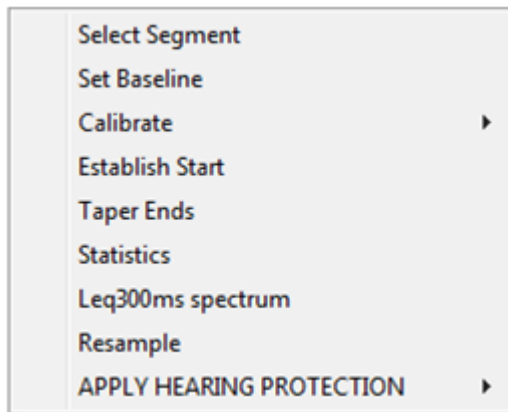 Select Segment
Set Baseline
Calibrate
Establish Start
Taper Ends
Statistics
Leq300ms spectrum
Resample
APPLY HEARING PROTECTION